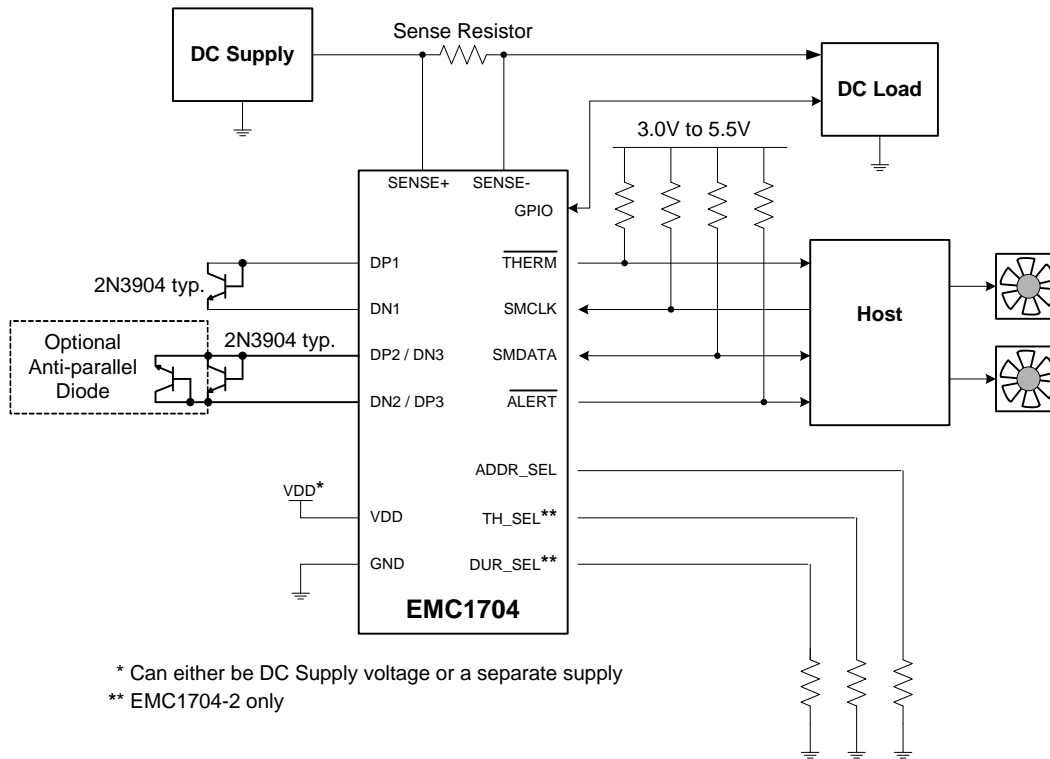 Sense Resistor
DC Supply
DC Load
3.0V to 5.5V
SENSE+ SENSE-
GPIO
DP1
THERM
2N3904 typ.
DN1
SMCLK
Host
Optional
Anti-parallel
Diode
2N3904 typ.
DP2 / DN3
SMDATA
DN2 / DP3
ALERT
ADDR_SEL
VDD*
VDD
TH_SEL**
GND
DUR_SEL**
EMC1704
* Can either be DC Supply voltage or a separate supply
** EMC1704-2 only